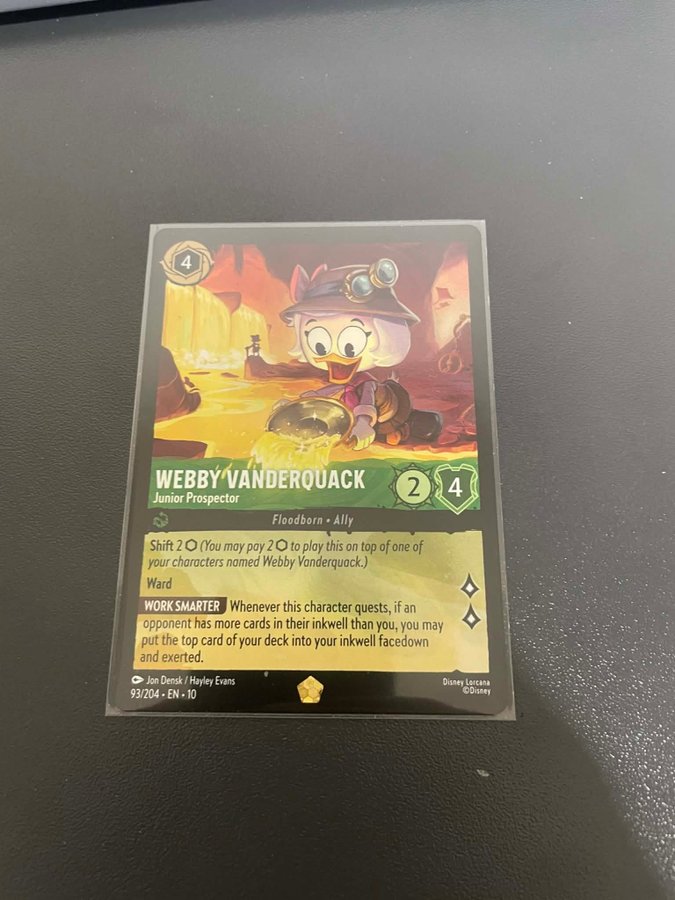 4
WEBBY VANDERQUACK
Junior Prospector
2
4
Floodborn • Ally
Shift 2 (You may pay 2 to play this on top of one of
your characters named Webby Vanderquack.)
Ward
WORK SMARTER Whenever this character quests, if an
opponent has more cards in their inkwell than you, you may
put the top card of your deck into your inkwell facedown
and exerted.
Jon Densk / Hayley Evans
Disney Lorcana
93/204 • EN • 10
©Disney